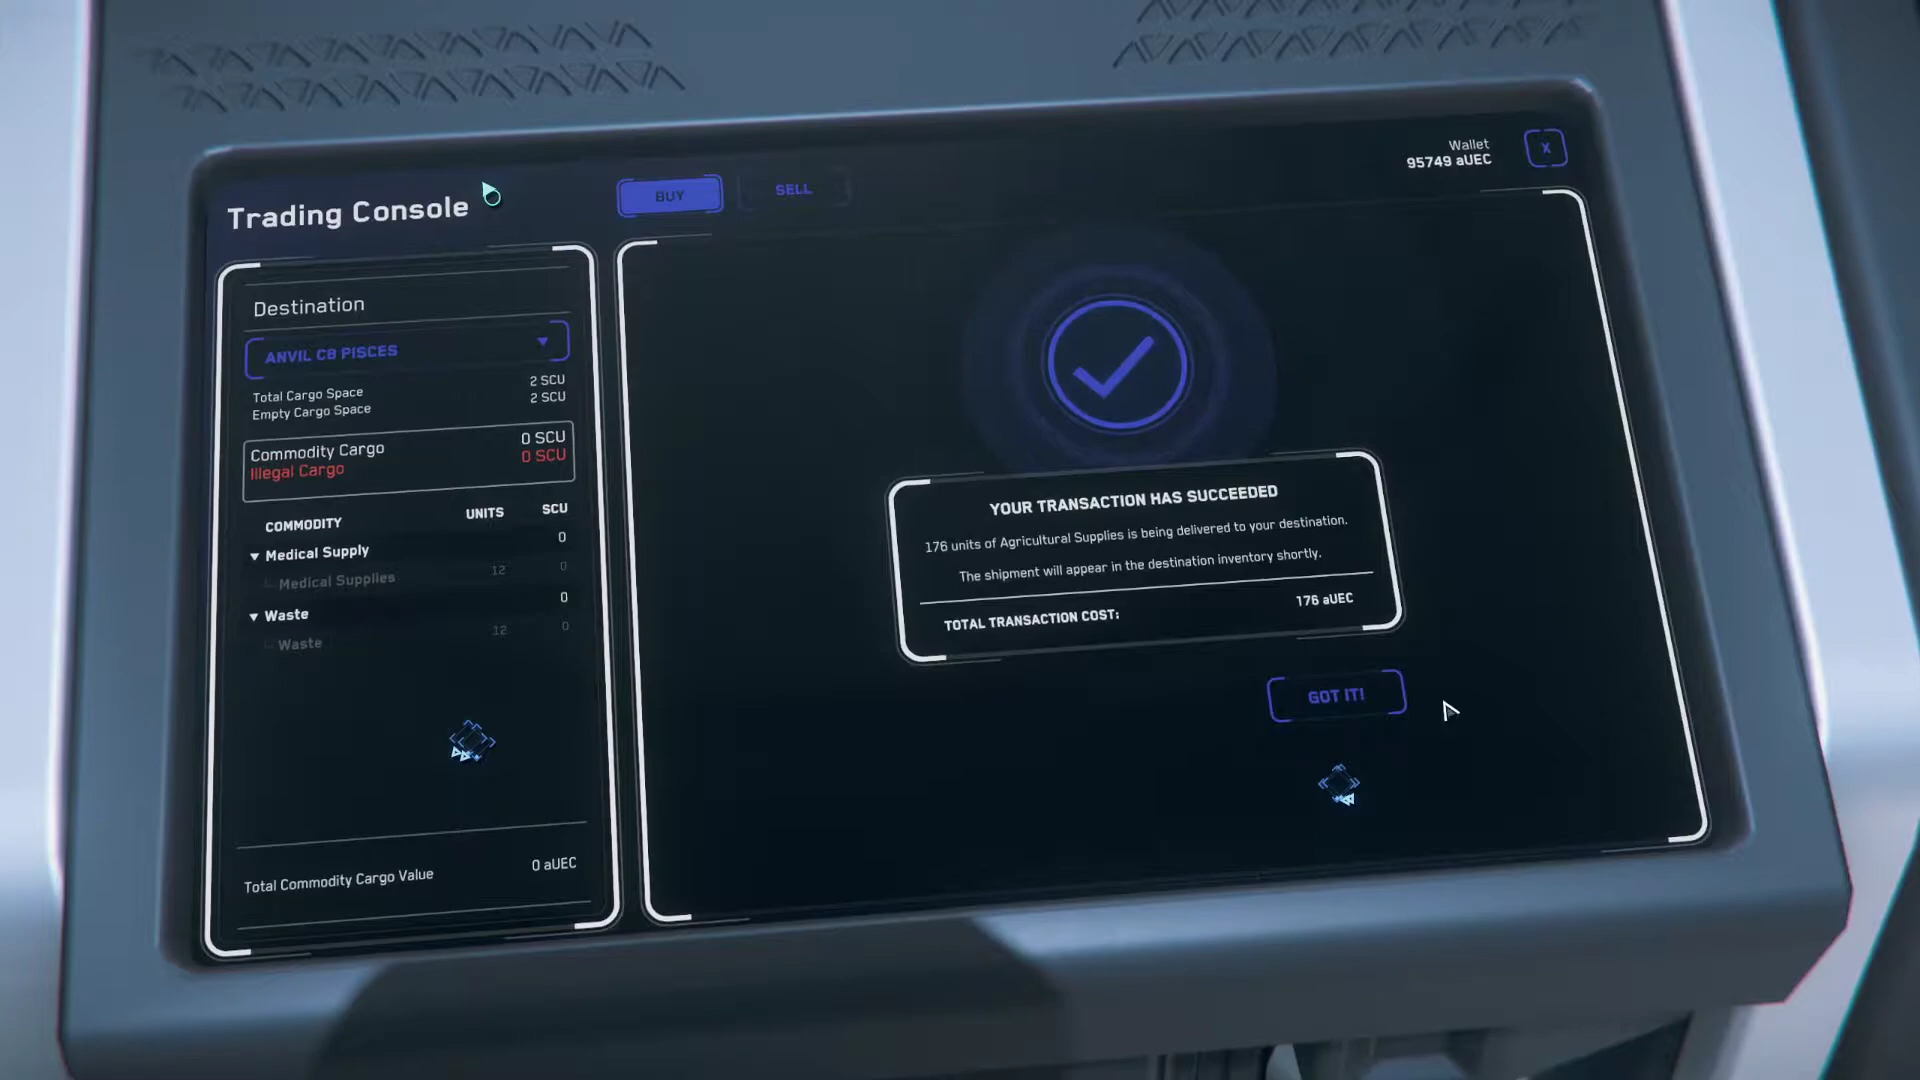 Wallet
95749 aUEC
X
Trading Console
BUY
SELL
Destination
ANVIL C8 PISCES
Total Cargo Space 2 SCU
Empty Cargo Space 2 SCU
Commodity Cargo 0 SCU
Illegal Cargo 0 SCU
COMMODITY UNITS SCU
Medical Supply 0
Medical Supplies 12 0
Waste 0
Waste 12 0
Total Commodity Cargo Value 0 aUEC
YOUR TRANSACTION HAS SUCCEEDED
176 units of Agricultural Supplies is being delivered to your destination.
The shipment will appear in the destination inventory shortly.
TOTAL TRANSACTION COST: 176 aUEC
GOT IT!